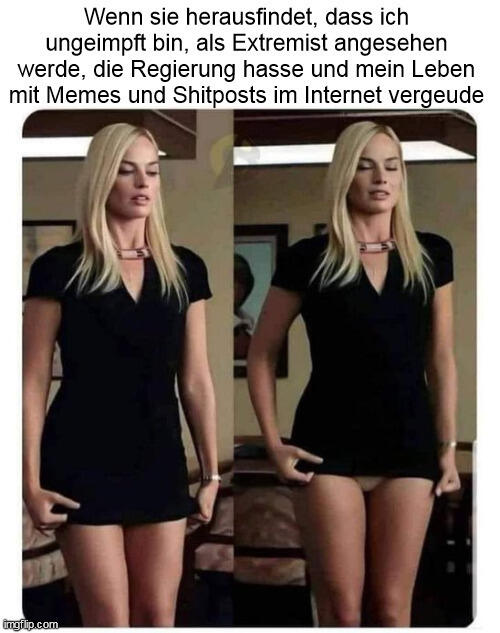 Wenn sie herausfindet, dass ich
ungeimpft bin, als Extremist angesehen
werde, die Regierung hasse und mein Leben
mit Memes und Shitposts im Internet vergeude
imgflip.com